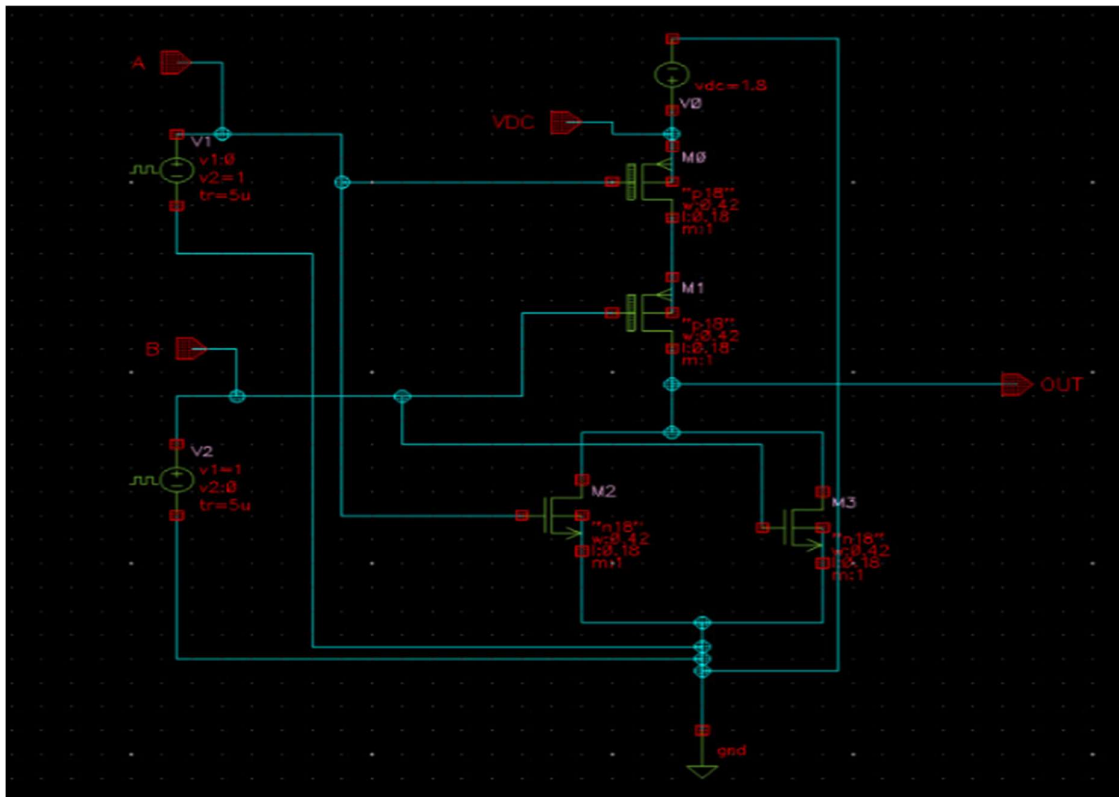 A
V1
v1:0
v2=1
tr=5u
vdc=1.8
V0
VDC
M0
"p18"
w:0.42
l:0.18
m:1
M1
"p18"
w:0.42
l:0.18
m:1
B
OUT
V2
v1=1
v2:0
tr=5u
M2
"n18"
w:0.42
l:0.18
m:1
M3
"n18"
w:0.42
l:0.18
m:1
gnd